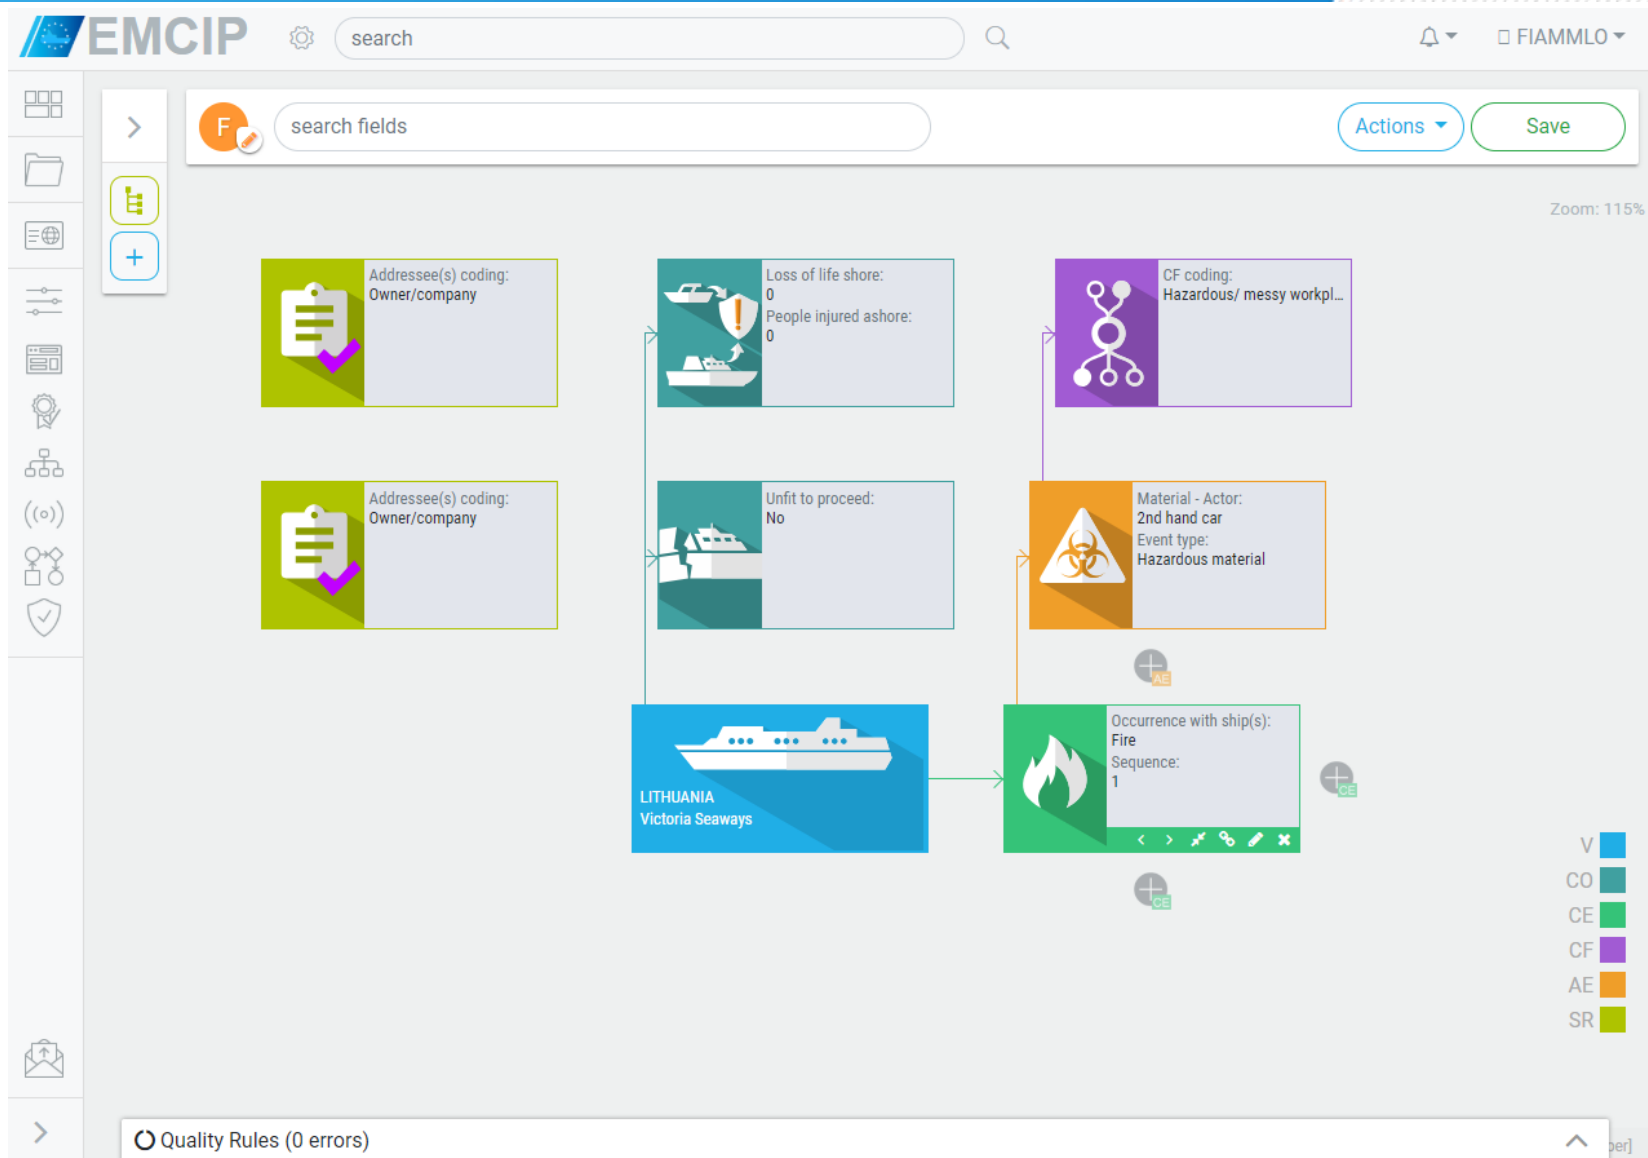 EMCIP
search
FIAMMLO
F
search fields
Actions
Save
Zoom: 115%
Addressee(s) coding:
Owner/company
Loss of life shore:
0
People injured ashore:
0
CF coding:
Hazardous/ messy workpl...
Addressee(s) coding:
Owner/company
Unfit to proceed:
No
Material - Actor:
2nd hand car
Event type:
Hazardous material
AE
LITHUANIA
Victoria Seaways
Occurrence with ship(s):
Fire
Sequence:
1
CE
CE
V
CO
CE
CF
AE
SR
Quality Rules (0 errors)